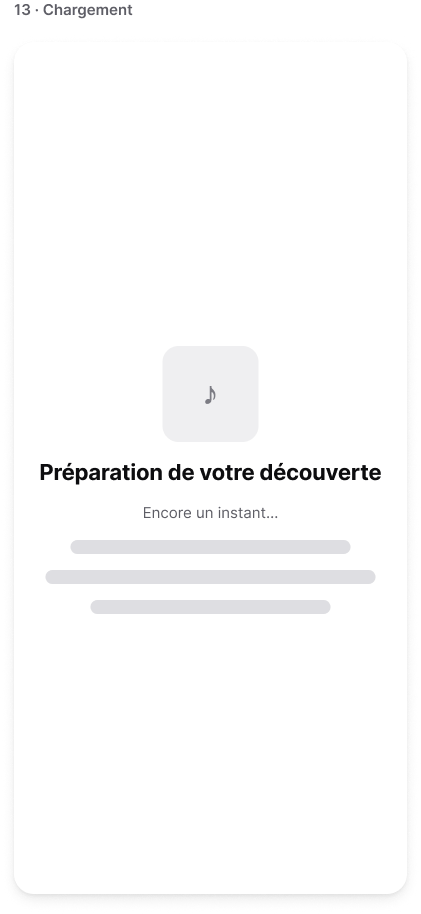 13 · Chargement
♪
Préparation de votre découverte
Encore un instant…